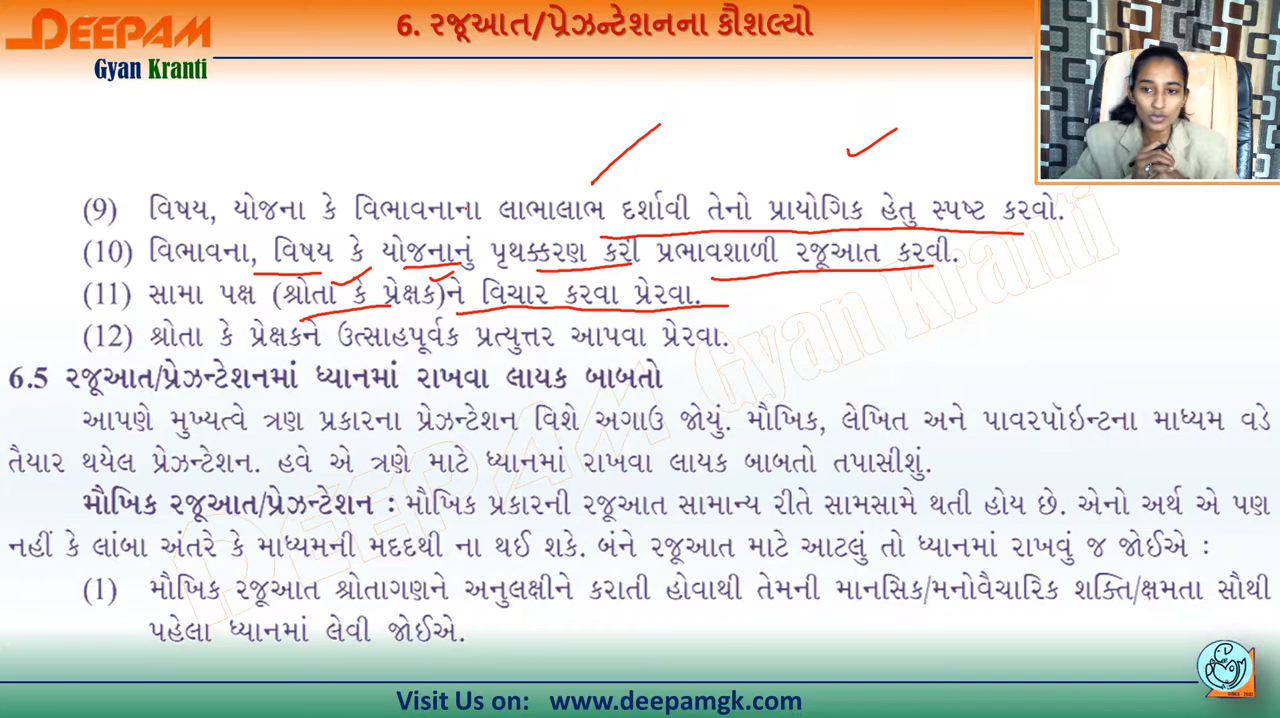 DEEPAM
Gyan Kranti
6. રજૂઆત/પ્રેઝન્ટેશનના કૌશલ્યો
(9) વિષય, યોજના કે વિભાવનાના લાભાલાભ દર્શાવી તેનો પ્રાયોગિક હેતુ સ્પષ્ટ કરવો.
(10) વિભાવના, વિષય કે યોજનાનું પૃથક્કરણ કરી પ્રભાવશાળી રજૂઆત કરવી.
(11) સામા પક્ષ (શ્રોતા કે પ્રેક્ષક)ને વિચાર કરવા પ્રેરવા.
(12) શ્રોતા કે પ્રેક્ષકને ઉત્સાહપૂર્વક પ્રત્યુત્તર આપવા પ્રેરવા.
6.5 રજૂઆત/પ્રેઝન્ટેશનમાં ધ્યાનમાં રાખવા લાયક બાબતો
આપણે મુખ્યત્વે ત્રણ પ્રકારના પ્રેઝન્ટેશન વિશે અગાઉ જોયું. મૌખિક, લેખિત અને પાવરપૉઇન્ટના માધ્યમ વડે
તૈયાર થયેલ પ્રેઝન્ટેશન. હવે એ ત્રણે માટે ધ્યાનમાં રાખવા લાયક બાબતો તપાસીશું.
મૌખિક રજૂઆત/પ્રેઝન્ટેશન : મૌખિક પ્રકારની રજૂઆત સામાન્ય રીતે સામસામે થતી હોય છે. એનો અર્થ એ પણ
નહીં કે લાંબા અંતરે કે માધ્યમની મદદથી ના થઈ શકે. બંને રજૂઆત માટે આટલું તો ધ્યાનમાં રાખવું જ જોઈએ :
(1) મૌખિક રજૂઆત શ્રોતાગણને અનુલક્ષીને કરાતી હોવાથી તેમની માનસિક/મનોવૈચારિક શક્તિ/ક્ષમતા સૌથી
પહેલા ધ્યાનમાં લેવી જોઈએ.
DEEPAM Gyan Kranti
Visit Us on: www.deepamgk.com